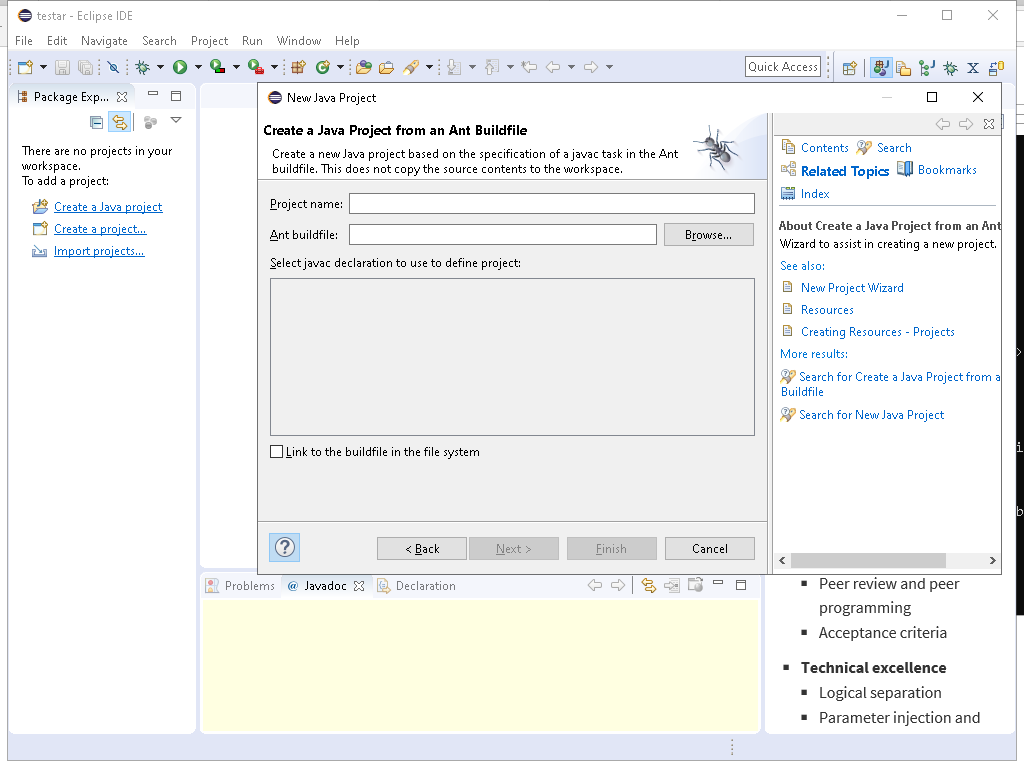 testar - Eclipse IDE
File Edit Navigate Search Project Run Window Help
Quick Access
Package Exp...
There are no projects in your
workspace.
To add a project:
Create a Java project
Create a project...
Import projects...
New Java Project
Create a Java Project from an Ant Buildfile
Create a new Java project based on the specification of a javac task in the Ant
buildfile. This does not copy the source contents to the workspace.
Project name:
Ant buildfile:
Browse...
Select javac declaration to use to define project:
Link to the buildfile in the file system
?
< Back
Next >
Finish
Cancel
Contents Search
Related Topics Bookmarks
Index
About Create a Java Project from an Ant
Wizard to assist in creating a new project.
See also:
New Project Wizard
Resources
Creating Resources - Projects
More results:
Search for Create a Java Project from a
Buildfile
Search for New Java Project
Problems @ Javadoc Declaration
▪ Peer review and peer
programming
▪ Acceptance criteria
▪ Technical excellence
▪ Logical separation
▪ Parameter injection and